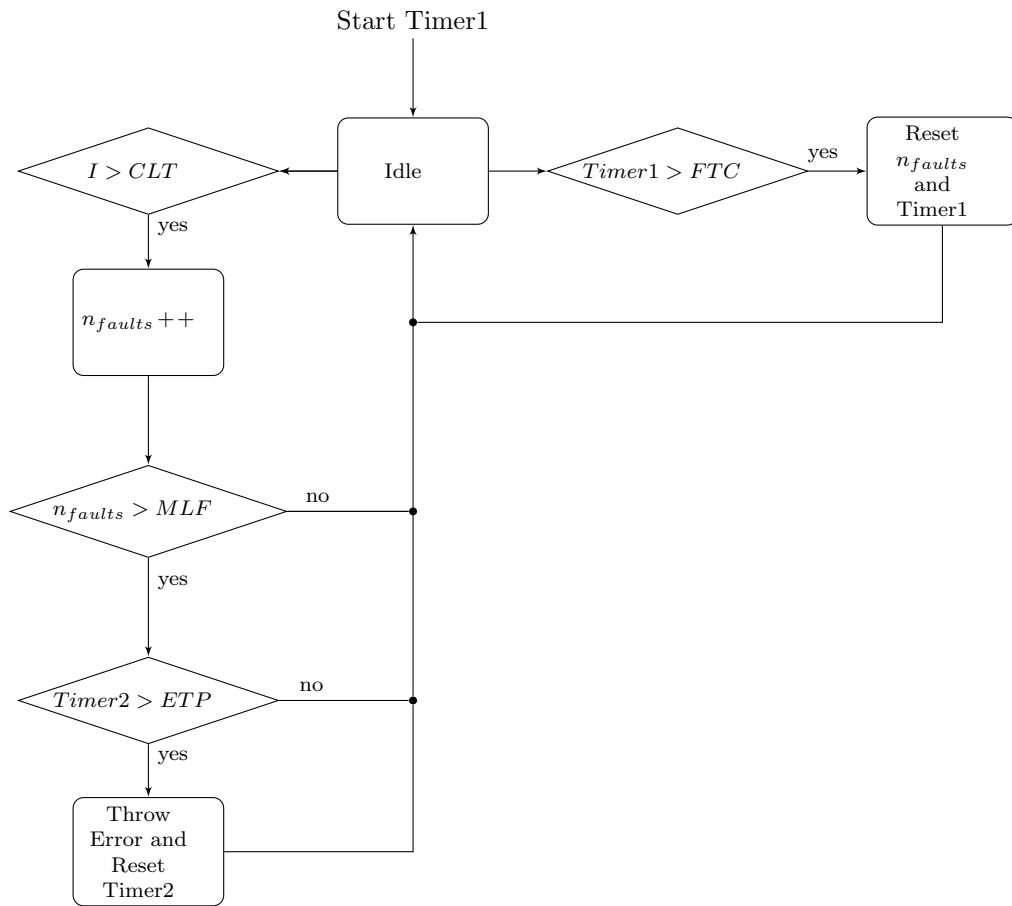 Start Timer1
I > CLT
Idle
Timer1 > FTC
yes
Reset
n_faults
and
Timer1
yes
n_faults ++
n_faults > MLF
no
yes
Timer2 > ETP
no
yes
Throw
Error and
Reset
Timer2